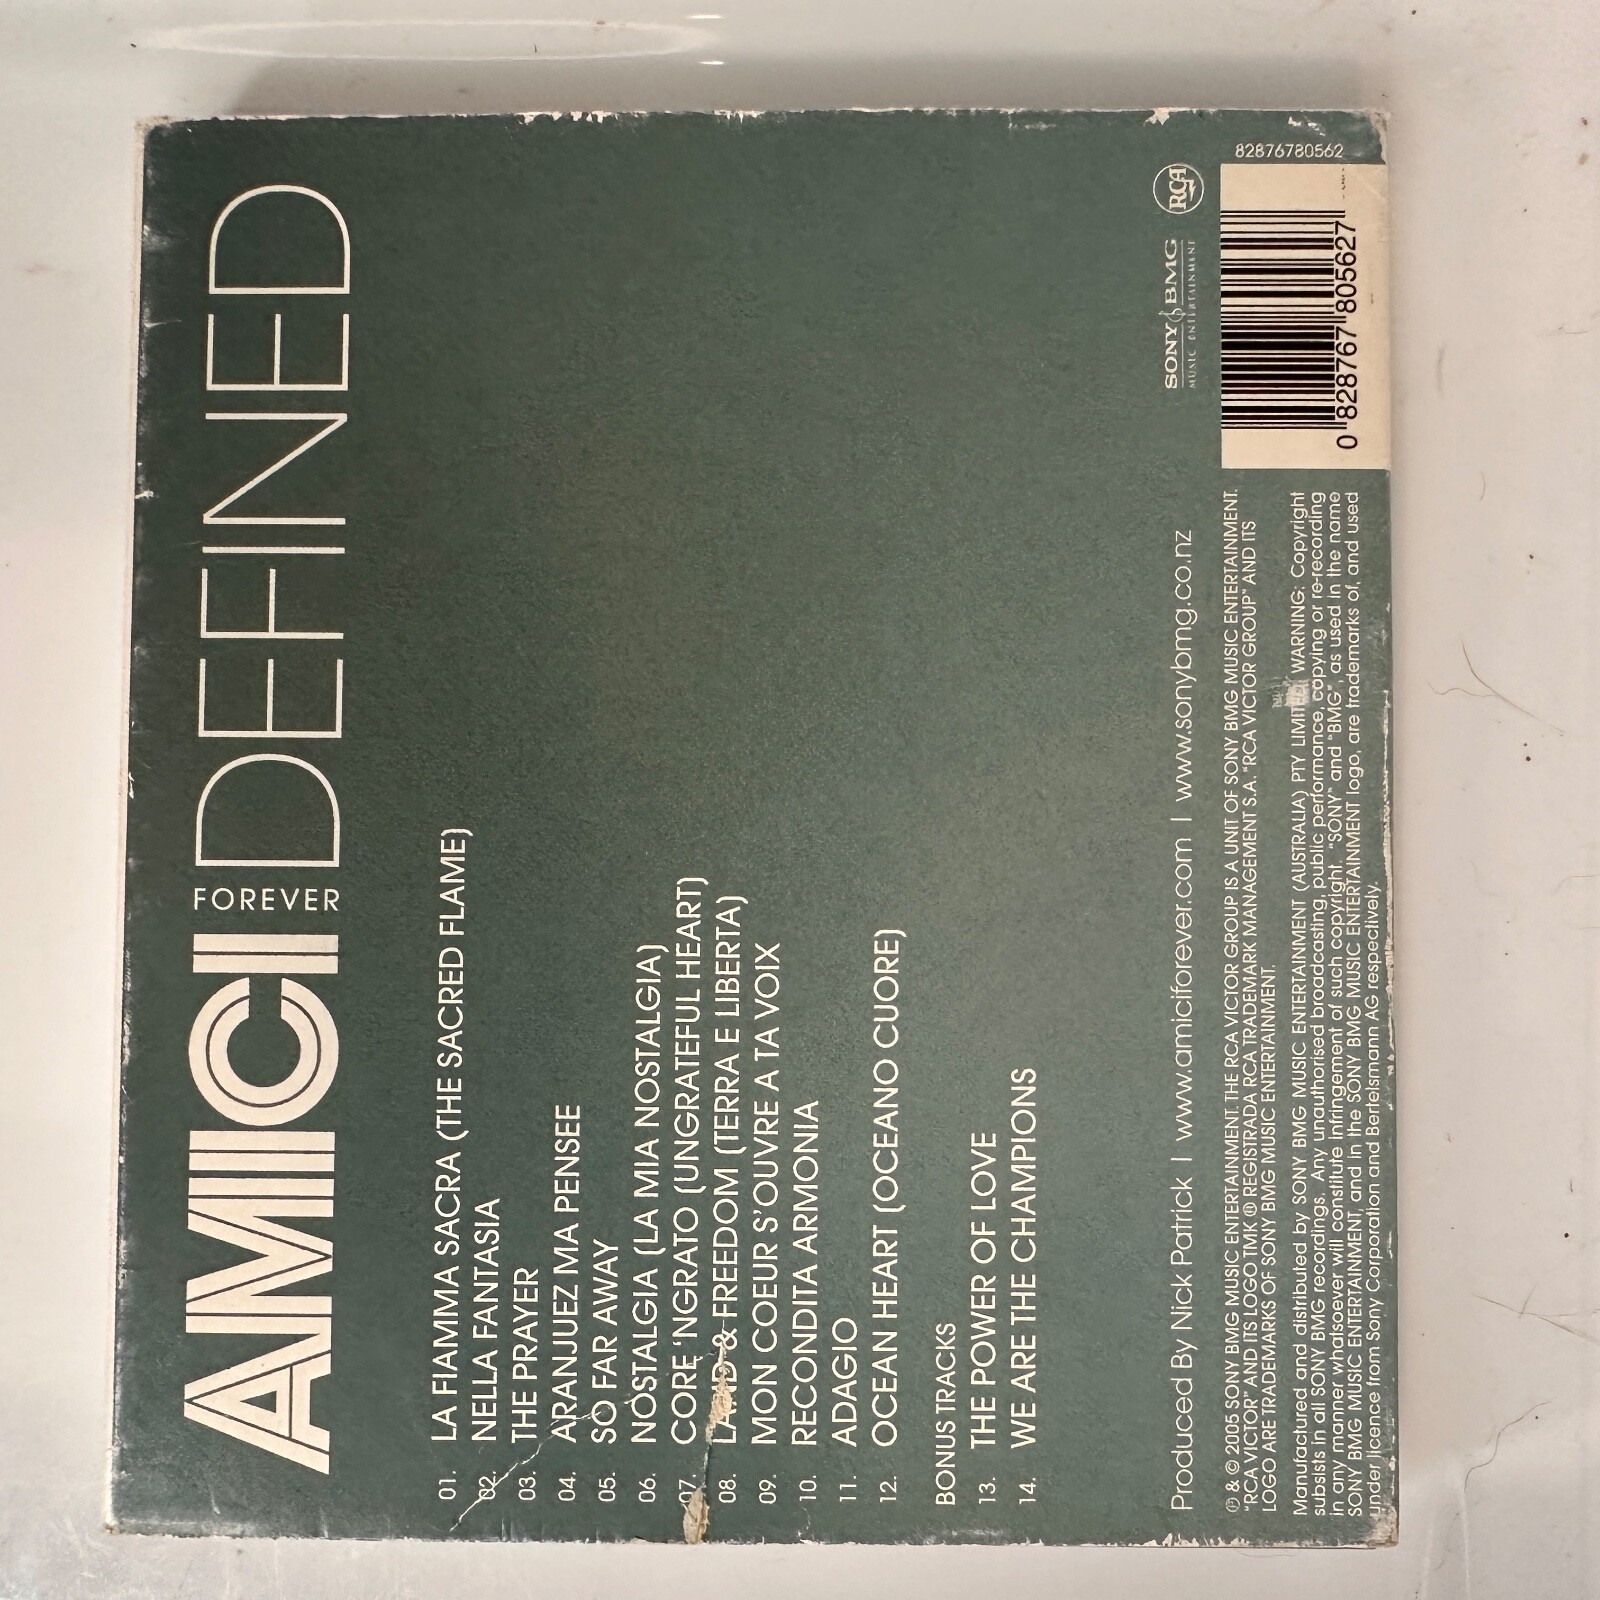 AMICI FOREVER DEFINED
01. LA FIAMMA SACRA (THE SACRED FLAME)
02. NELLA FANTASIA
03. THE PRAYER
04. ARANJUEZ MA PENSEE
05. SO FAR AWAY
06. NOSTALGIA (LA MIA NOSTALGIA)
07. CORE 'NGRATO (UNGRATEFUL HEART)
08. LAND & FREEDOM (TERRA E LIBERTA)
09. MON COEUR S'OUVRE A TA VOIX
10. RECONDITA ARMONIA
11. ADAGIO
12. OCEAN HEART (OCEANO CUORE)
BONUS TRACKS
13. THE POWER OF LOVE
14. WE ARE THE CHAMPIONS
Produced By Nick Patrick | www.amiciforever.com | www.sonybmg.co.nz
SONY BMG
MUSIC ENTERTAINMENT
RCA
℗ & © 2005 SONY BMG MUSIC ENTERTAINMENT. THE RCA VICTOR GROUP IS A UNIT OF SONY BMG MUSIC ENTERTAINMENT.
"RCA VICTOR" AND ITS LOGO TMK ® REGISTRADA RCA TRADEMARK MANAGEMENT S.A. "RCA VICTOR GROUP" AND ITS
LOGO ARE TRADEMARKS OF SONY BMG MUSIC ENTERTAINMENT.
Manufactured and distributed by SONY BMG MUSIC ENTERTAINMENT (AUSTRALIA) PTY LIMITED WARNING: Copyright
subsists in all SONY BMG recordings. Any unauthorised broadcasting, public performance, copying or re-recording
in any manner whatsoever will constitute infringement of such copyright. "SONY" and "BMG", as used in the name
SONY BMG MUSIC ENTERTAINMENT, and in the SONY BMG MUSIC ENTERTAINMENT logo, are trademarks of, and used
under licence from Sony Corporation and Bertelsmann AG respectively.
82876780562
0 828767 805627